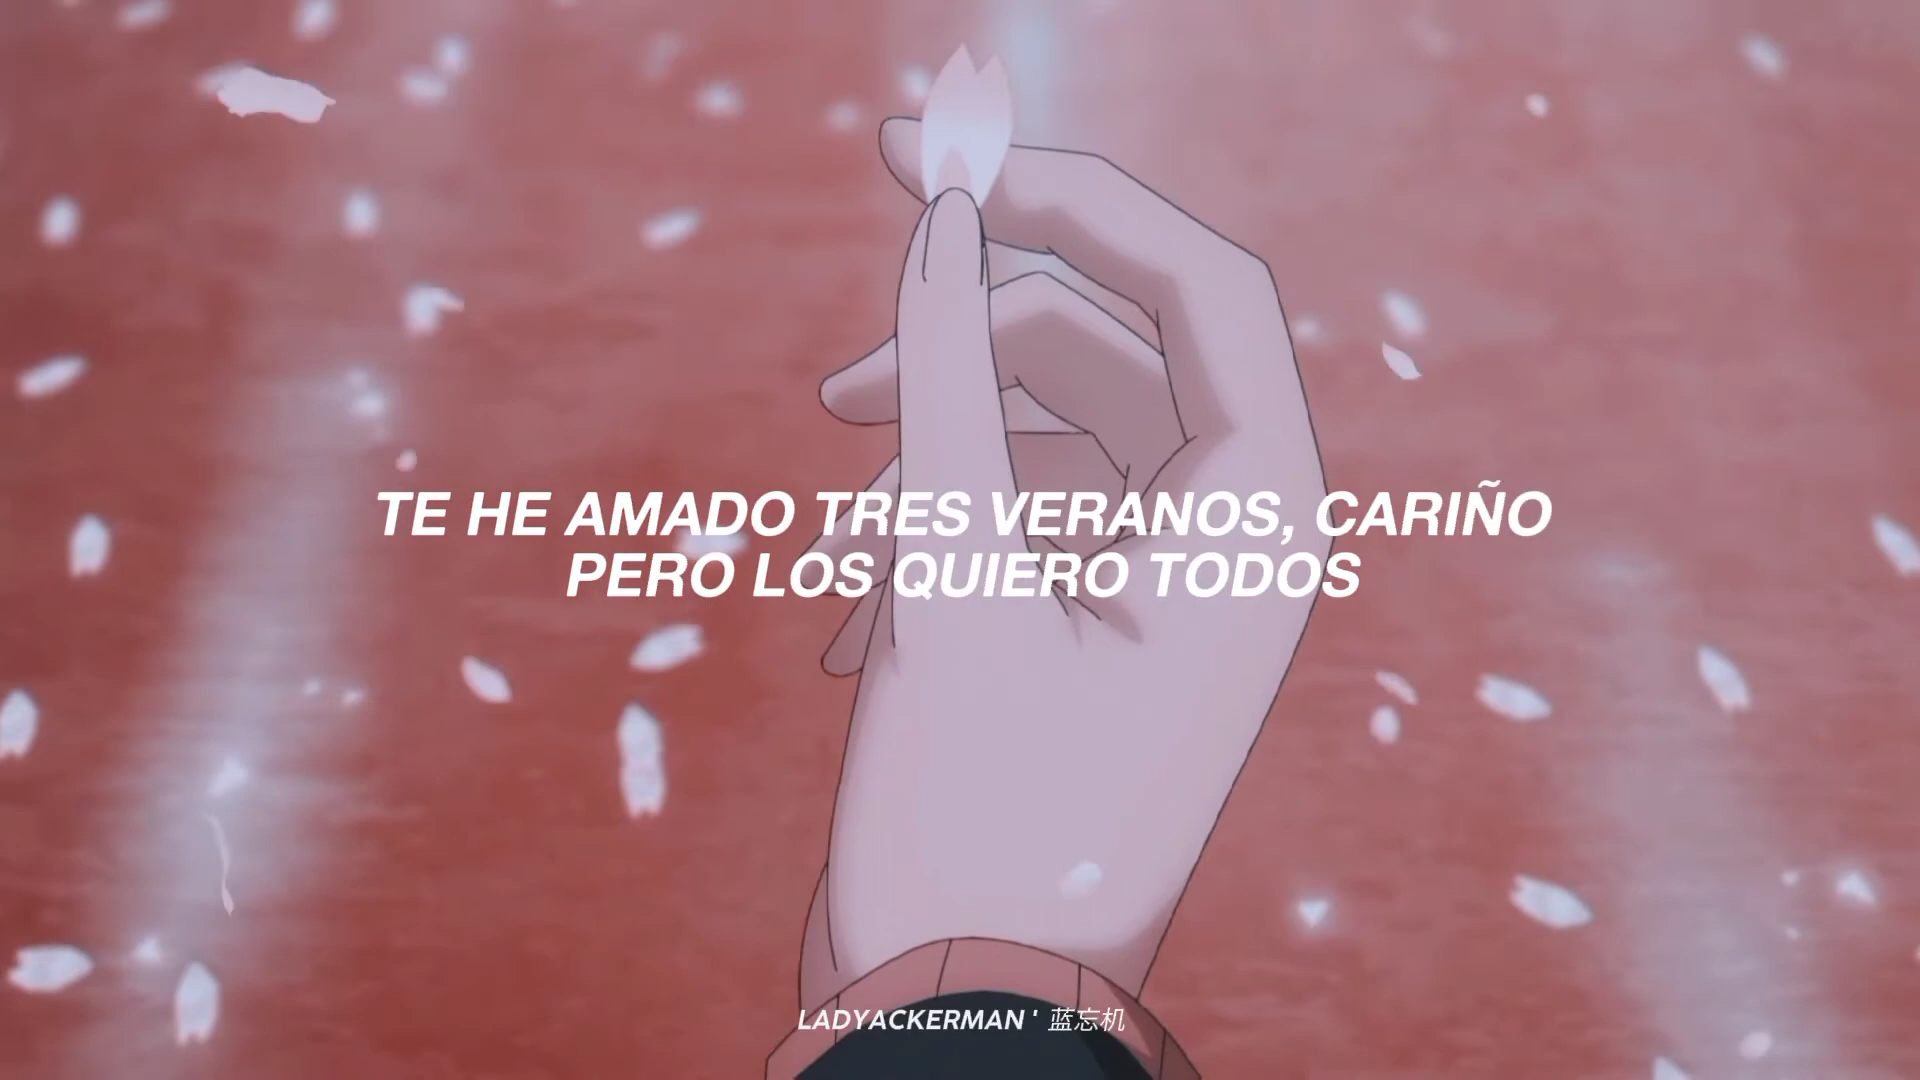 TE HE AMADO TRES VERANOS, CARIÑO
PERO LOS QUIERO TODOS
LADYACKERMAN ' 蓝忘机